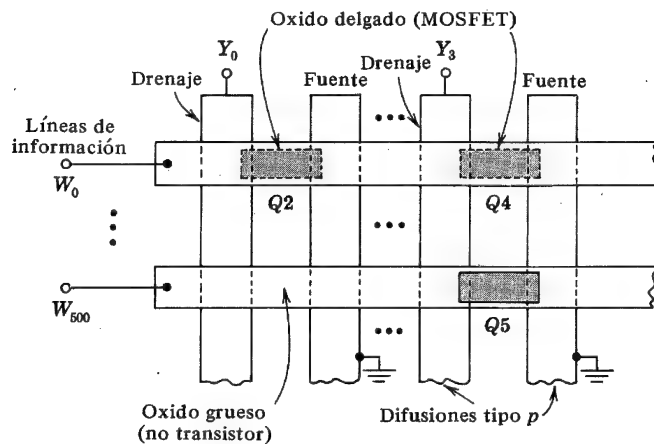 Oxido delgado (MOSFET)
Y₀
Y₃
Drenaje
Fuente
Drenaje
Fuente
Líneas de
información
W₀
Q2
Q4
W₅₀₀
Q5
Oxido grueso
(no transistor)
Difusiones tipo p